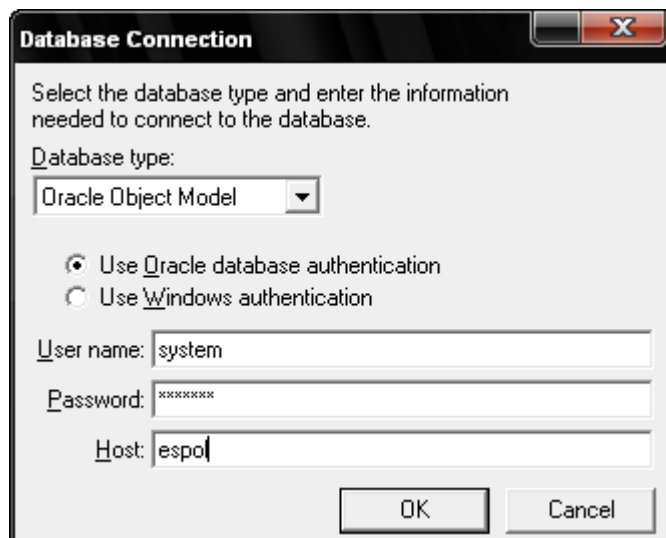 Database Connection
Select the database type and enter the information
needed to connect to the database.
Database type:
Oracle Object Model
Use Oracle database authentication
Use Windows authentication
User name: system
Password: *******
Host: espol
OK Cancel